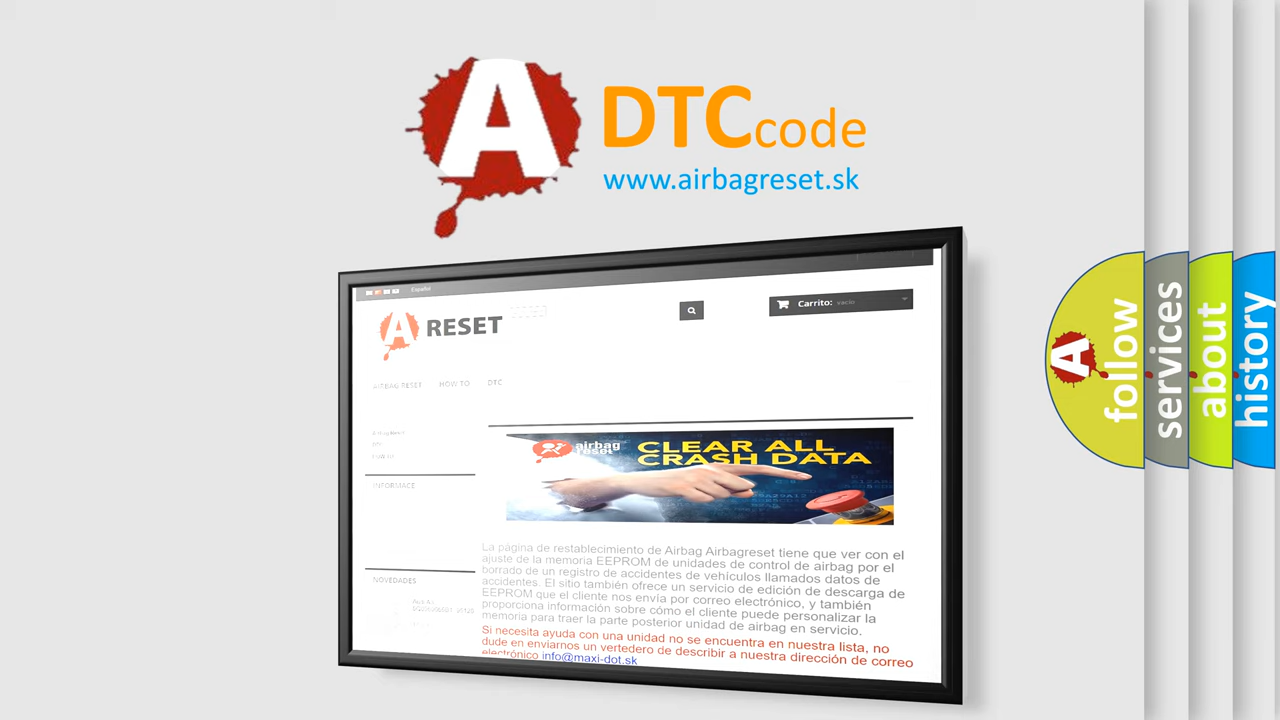 A DTCcode
www.airbagreset.sk
Español
A RESET
Carrito: vacío
AIRBAG RESET HOW TO DTC
INFORMACE
airbag reset
CLEAR ALL
CRASH DATA
La página de restablecimiento de Airbag Airbagreset tiene que ver con el
ajuste de la memoria EEPROM de unidades de control de airbag por el
borrado de un registro de accidentes de vehículos llamados datos de
accidentes. El sitio también ofrece un servicio de edición de descarga de
EEPROM que el cliente nos envía por correo electrónico, y también
proporciona información sobre cómo el cliente puede personalizar la
memoria para traer la parte posterior unidad de airbag en servicio.
Si necesita ayuda con una unidad no se encuentra en nuestra lista, no
dude en enviarnos un vertedero de describir a nuestra dirección de correo
electrónico info@maxi-dot.sk
NOVEDADES
A follow
services
about
history